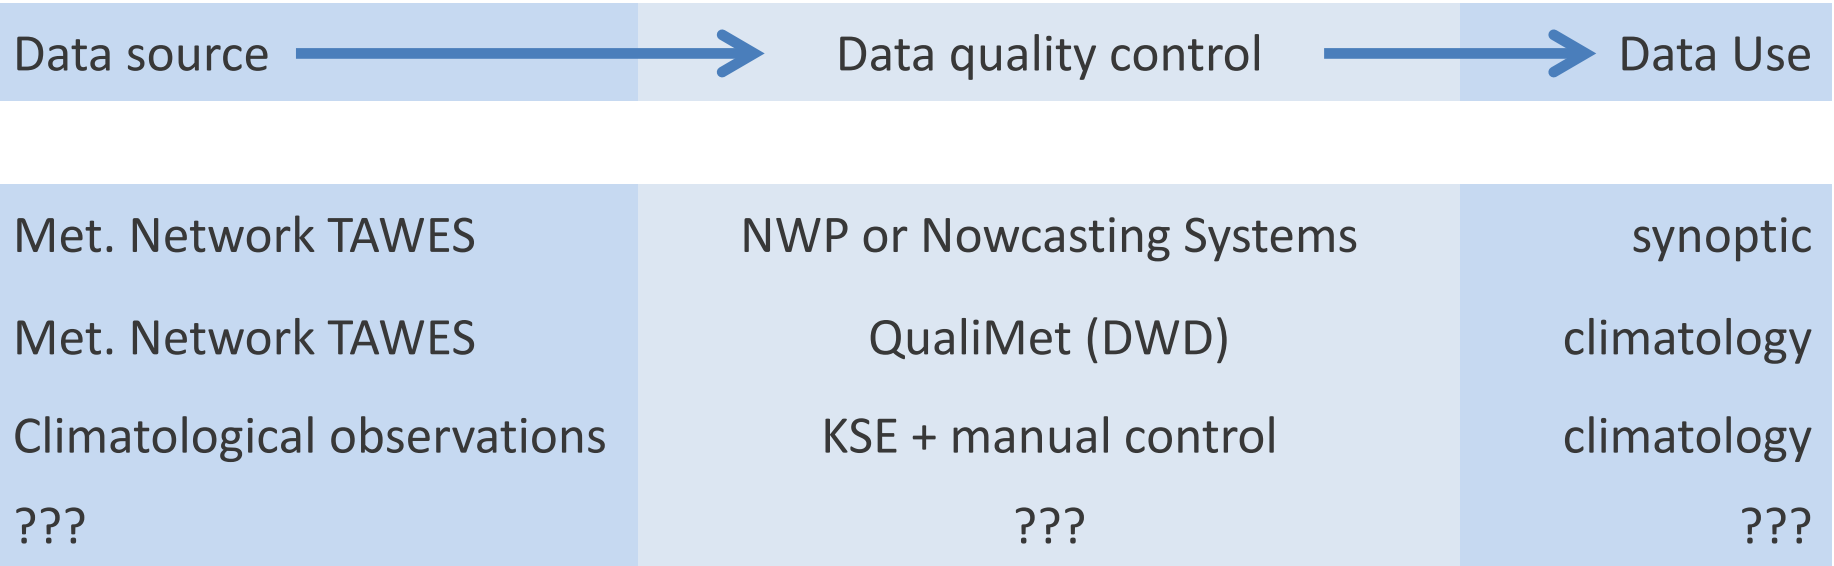 Data source Data quality control Data Use
Met. Network TAWES NWP or Nowcasting Systems synoptic
Met. Network TAWES QualiMet (DWD) climatology
Climatological observations KSE + manual control climatology
??? ??? ???